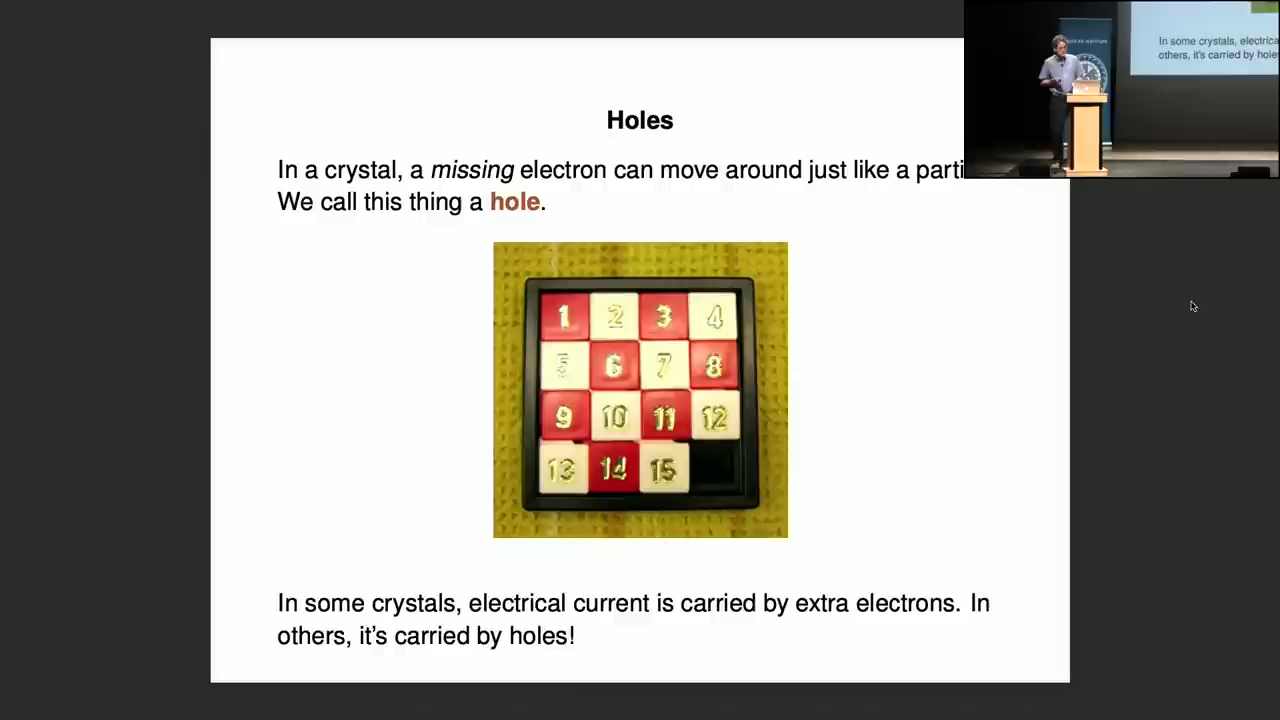 Holes
In a crystal, a missing electron can move around just like a parti
We call this thing a hole.
1 2 3 4
5 6 7 8
9 10 11 12
13 14 15
In some crystals, electrical current is carried by extra electrons. In
others, it's carried by holes!
In some crystals, electrica
others, it's carried by hole